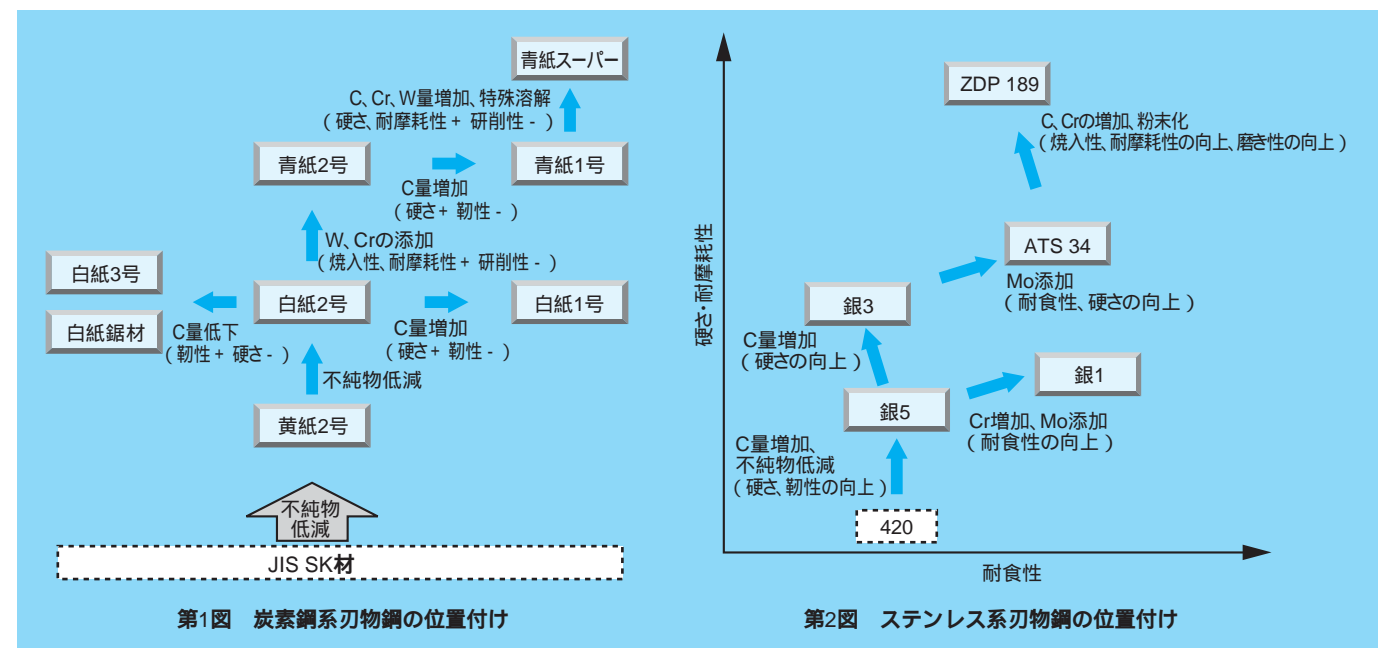 青紙スーパー
C、Cr、W量増加、特殊溶解
(硬さ、耐摩耗性+ 研削性-)
青紙2号
青紙1号
C量増加
(硬さ+ 靭性-)
W、Crの添加
(焼入性、耐摩耗性+ 研削性-)
白紙3号
白紙鋸材
白紙2号
白紙1号
C量低下
(靭性+ 硬さ-)
C量増加
(硬さ+ 靭性-)
不純物低減
黄紙2号
不純物
低減
JIS SK材
第1図 炭素鋼系刃物鋼の位置付け
硬さ・耐摩耗性
ZDP 189
C、Crの増加、粉末化
(焼入性、耐摩耗性の向上、磨き性の向上)
ATS 34
Mo添加
(耐食性、硬さの向上)
銀3
C量増加
(硬さの向上)
銀1
銀5
Cr増加、Mo添加
(耐食性の向上)
C量増加、
不純物低減
(硬さ、靭性の向上)
420
耐食性
第2図 ステンレス系刃物鋼の位置付け